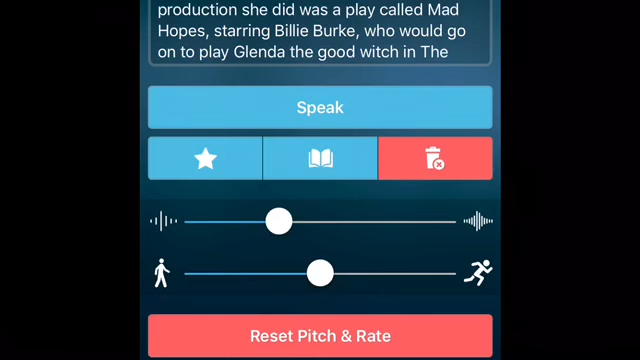 production she did was a play called Mad
Hopes, starring Billie Burke, who would go
on to play Glenda the good witch in The
Speak
Reset Pitch & Rate